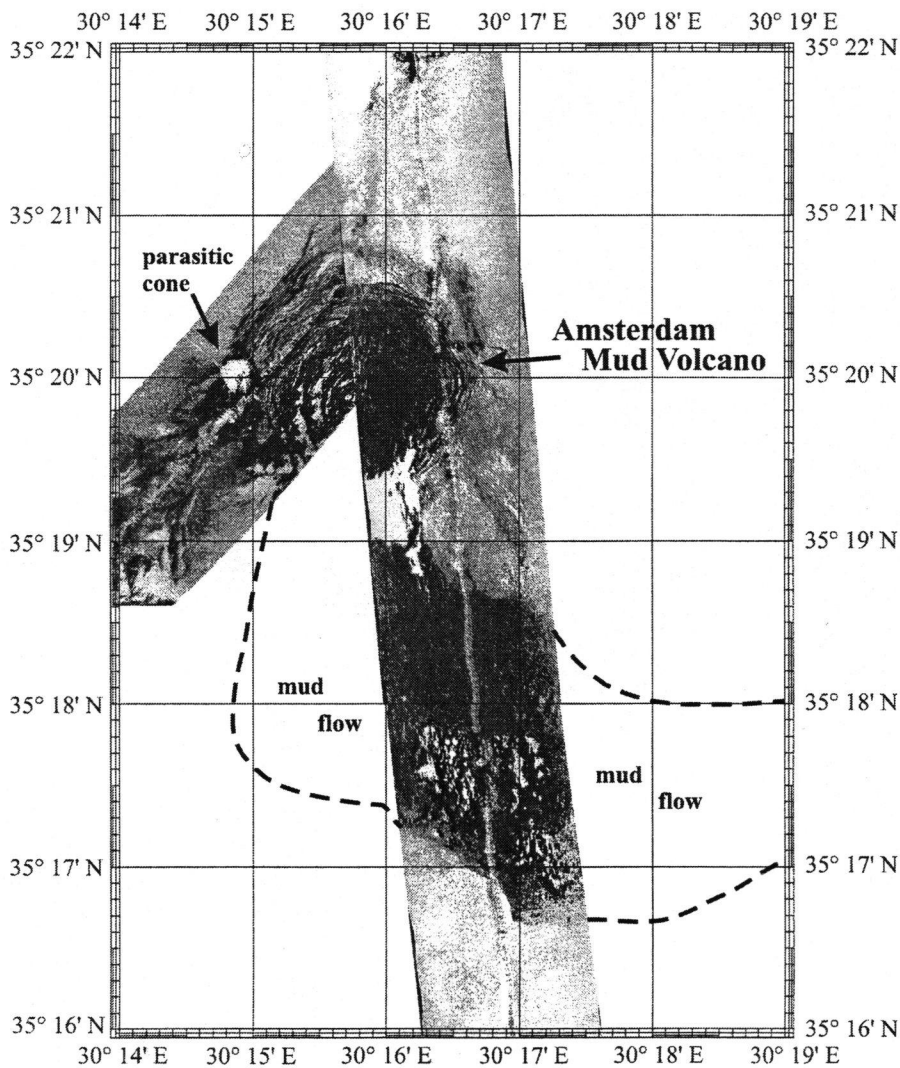 30° 14' E 30° 15' E 30° 16' E 30° 17' E 30° 18' E 30° 19' E
35° 22' N 35° 22' N
35° 21' N 35° 21' N
parasitic
cone
Amsterdam
Mud Volcano
35° 20' N 35° 20' N
35° 19' N 35° 19' N
mud
flow
35° 18' N 35° 18' N
mud
flow
35° 17' N 35° 17' N
35° 16' N 35° 16' N
30° 14' E 30° 15' E 30° 16' E 30° 17' E 30° 18' E 30° 19' E